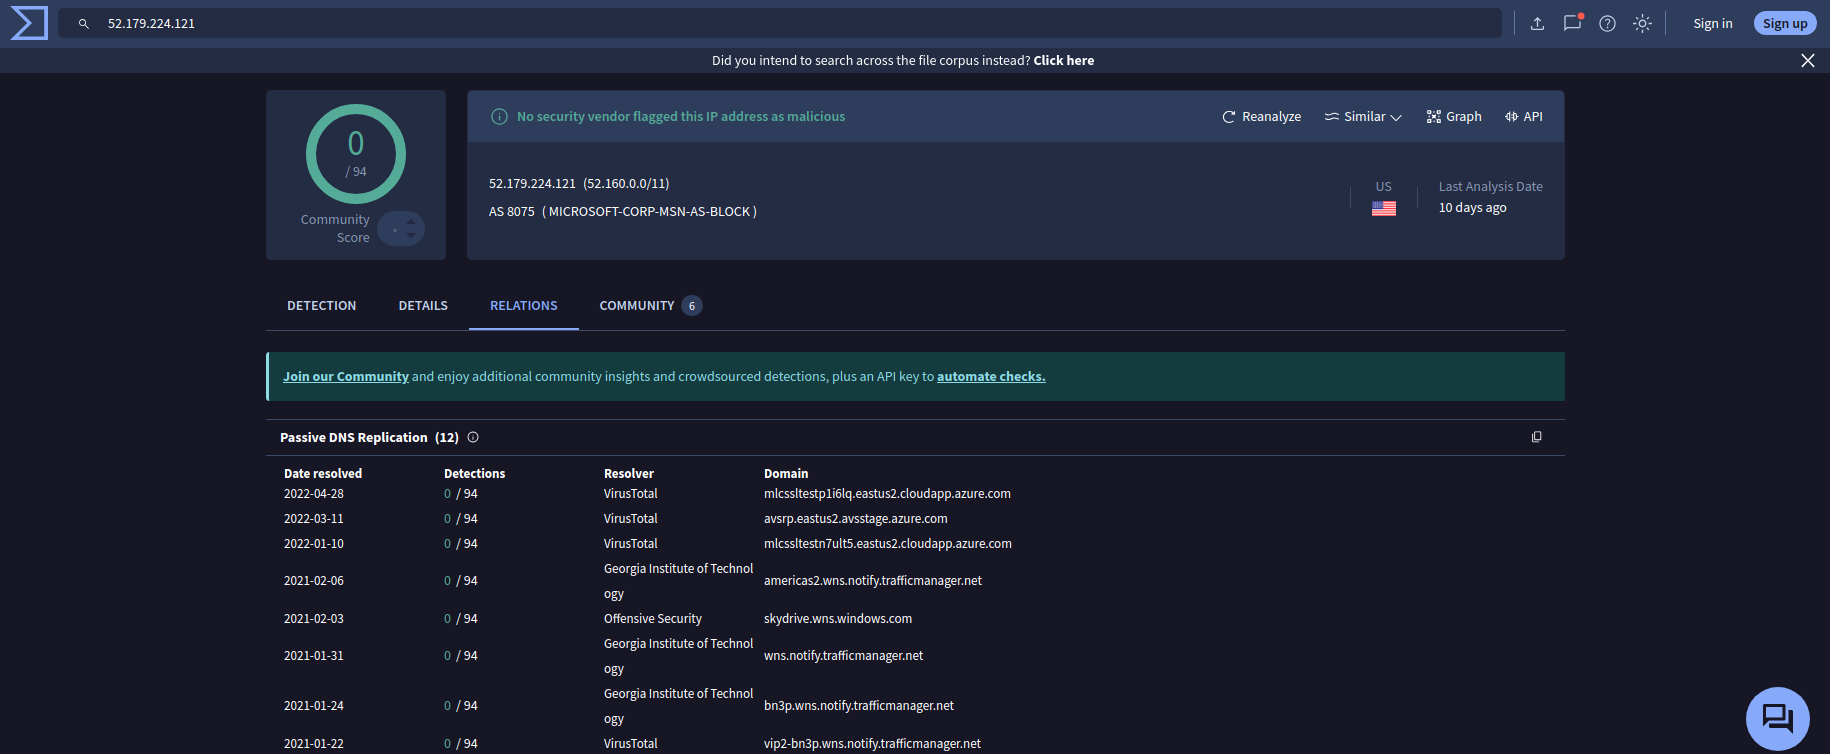 52.179.224.121
Sign in
Sign up
Did you intend to search across the file corpus instead? Click here
0
/ 94
Community
Score
-
No security vendor flagged this IP address as malicious
Reanalyze
Similar
Graph
API
52.179.224.121 (52.160.0.0/11)
AS 8075 ( MICROSOFT-CORP-MSN-AS-BLOCK )
US
Last Analysis Date
10 days ago
DETECTION
DETAILS
RELATIONS
COMMUNITY 6
Join our Community and enjoy additional community insights and crowdsourced detections, plus an API key to automate checks.
Passive DNS Replication (12)
Date resolved Detections Resolver Domain
2022-04-28 0 / 94 VirusTotal mlcssltestp1i6lq.eastus2.cloudapp.azure.com
2022-03-11 0 / 94 VirusTotal avsrp.eastus2.avsstage.azure.com
2022-01-10 0 / 94 VirusTotal mlcssltestn7ult5.eastus2.cloudapp.azure.com
Georgia Institute of Technol
2021-02-06 0 / 94 americas2.wns.notify.trafficmanager.net
ogy
2021-02-03 0 / 94 Offensive Security skydrive.wns.windows.com
Georgia Institute of Technol
2021-01-31 0 / 94 wns.notify.trafficmanager.net
ogy
Georgia Institute of Technol
2021-01-24 0 / 94 bn3p.wns.notify.trafficmanager.net
ogy
2021-01-22 0 / 94 VirusTotal vip2-bn3p.wns.notify.trafficmanager.net